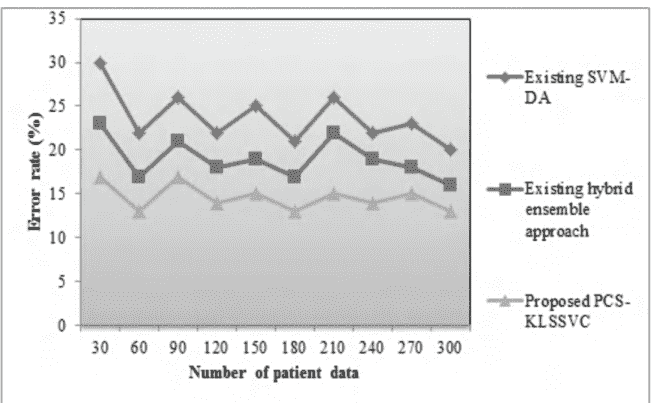 35
30
25
20
15
10
5
0
Error rate (%)
30 60 90 120 150 180 210 240 270 300
Number of patient data
Existing SVM-
DA
Existing hybrid
ensemble
approach
Proposed PCS-
KLSSVC